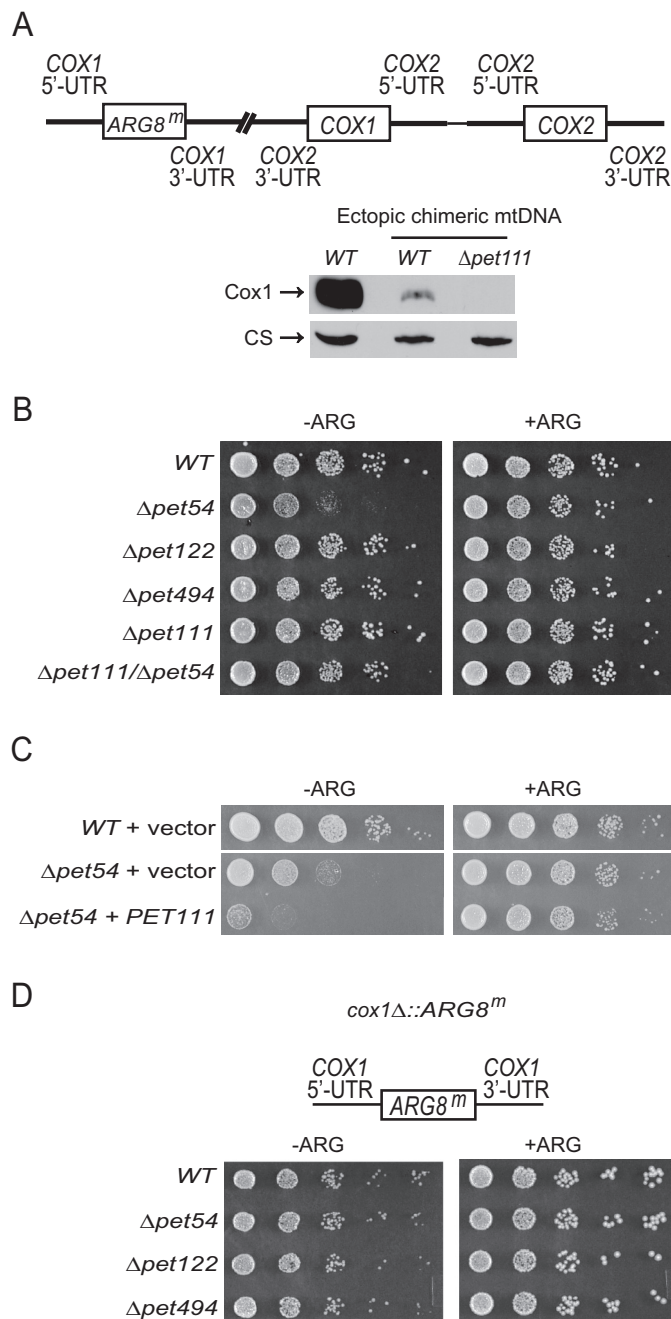 A
COX1 5'-UTR
COX2 5'-UTR
COX2 5'-UTR
ARG8ᵐ
COX1
COX2
COX1 3'-UTR
COX2 3'-UTR
COX2 3'-UTR
Ectopic chimeric mtDNA
WT
WT
Δpet111
Cox1 →
CS →
B
-ARG
+ARG
WT
Δpet54
Δpet122
Δpet494
Δpet111
Δpet111/Δpet54
C
-ARG
+ARG
WT + vector
Δpet54 + vector
Δpet54 + PET111
D
cox1Δ::ARG8ᵐ
COX1 5'-UTR
COX1 3'-UTR
ARG8ᵐ
-ARG
+ARG
WT
Δpet54
Δpet122
Δpet494